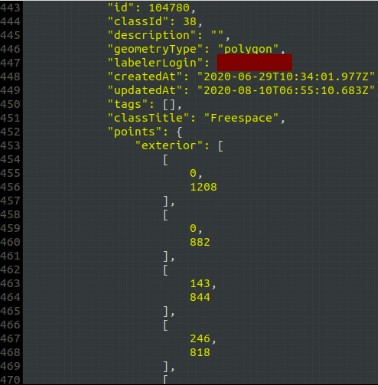 443 "id": 104780,
444 "classId": 38,
445 "description": "",
446 "geometryType": "polygon",
447 "labelerLogin":
448 "createdAt": "2020-06-29T10:34:01.977Z"
449 "updatedAt": "2020-08-10T06:55:10.683Z"
450 "tags": [],
451 "classTitle": "Freespace",
452 "points": {
453 "exterior": [
454 [
455 0,
456 1208
457 ],
458 [
459 0,
460 882
461 ],
462 [
463 143,
464 844
465 ],
466 [
467 246,
468 818
469 ],
470 [